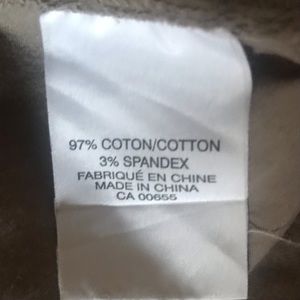 97% COTON/COTTON
3% SPANDEX
FABRIQUÉ EN CHINE
MADE IN CHINA
CA 00655